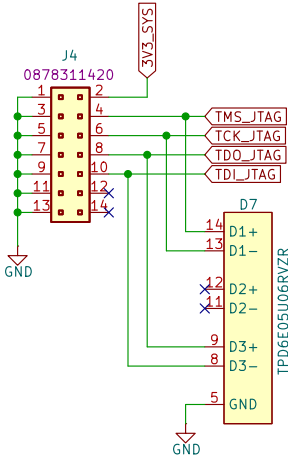 3V3_SYS
J4
0878311420
1 2
3 4
5 6
7 8
9 10
11 12
13 14
TMS_JTAG
TCK_JTAG
TDO_JTAG
TDI_JTAG
GND
D7
TPD6E05U06RVZR
14 D1+
13 D1-
12 D2+
11 D2-
9 D3+
8 D3-
5 GND
GND